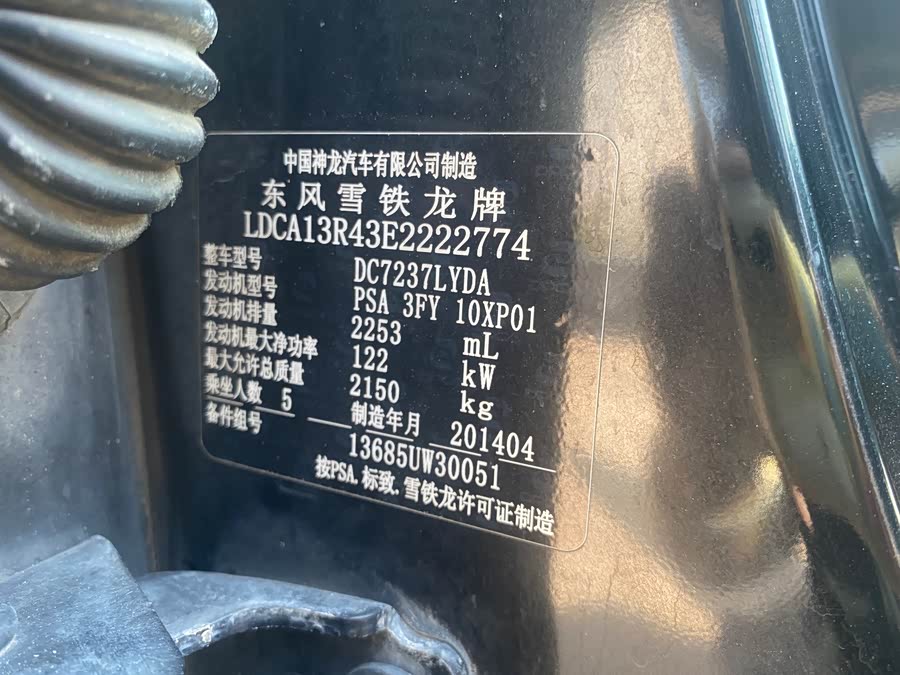 中国神龙汽车有限公司制造
东风雪铁龙牌
LDCA13R43E2222774
整车型号 DC7237LYDA
发动机型号 PSA 3FY 10XP01
发动机排量 2253 mL
发动机最大净功率 122 kW
最大允许总质量 2150 kg
乘坐人数 5 制造年月 201404
备件组号 13685UW30051
按PSA.标致.雪铁龙许可证制造